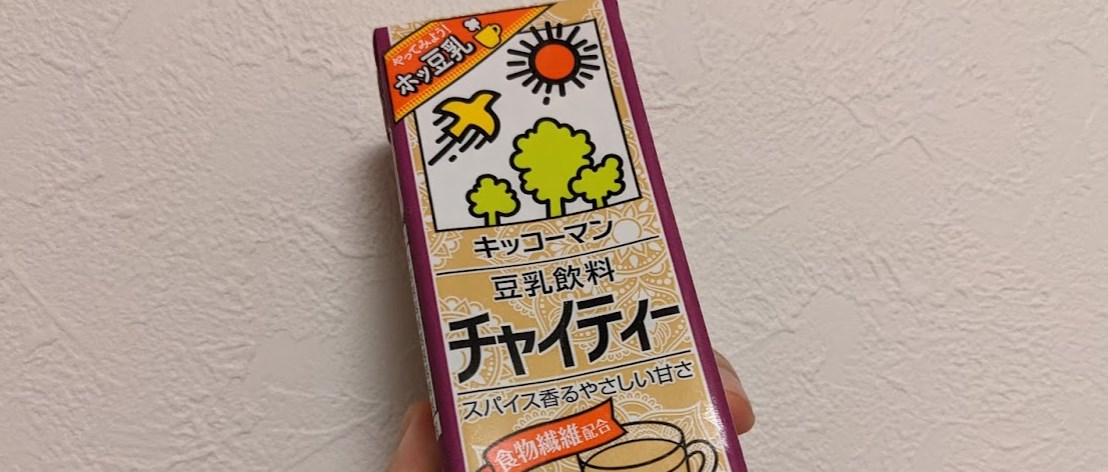 やってみよう!
ホッ豆乳
キッコーマン
豆乳飲料
チャイティー
スパイス香るやさしい甘さ
食物繊維配合